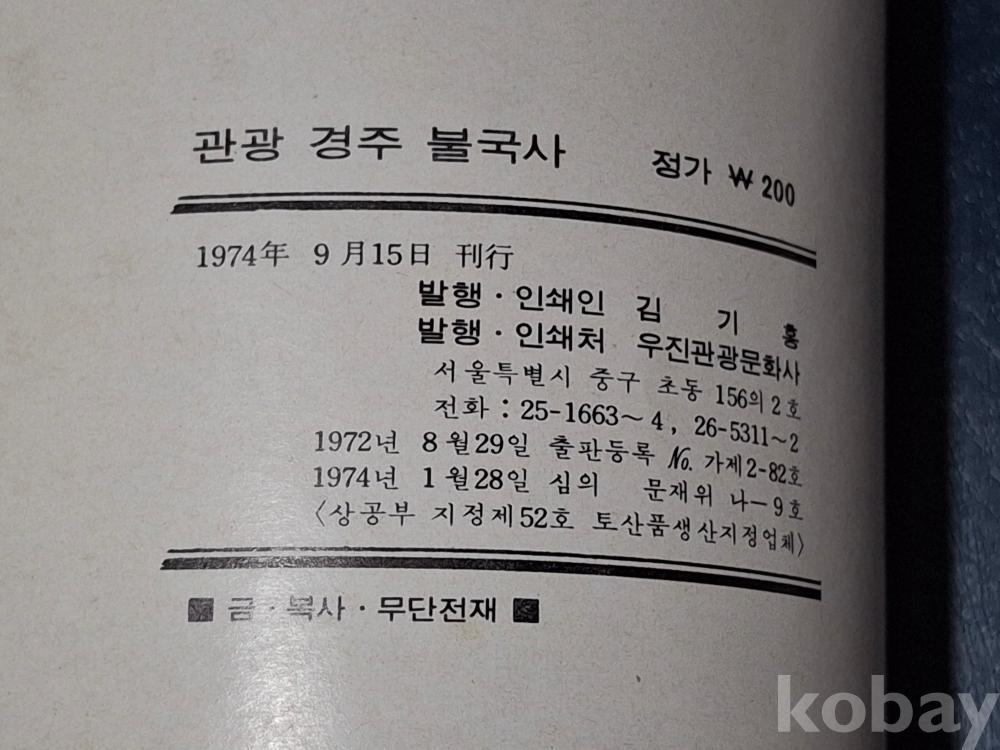 관광 경주 불국사 정가 ₩ 200
1974年 9月15日 刊行
발행·인쇄인 김 기 홍
발행·인쇄처 우진관광문화사
서울특별시 중구 초동 156의 2호
전화 : 25-1663~4, 26-5311~2
1972년 8월29일 출판등록 No. 가제2-82호
1974년 1월28일 심의 문재위 나-9호
〈상공부 지정제52호 토산품생산지정업체〉
■ 금·복사·무단전재 ■
kobay